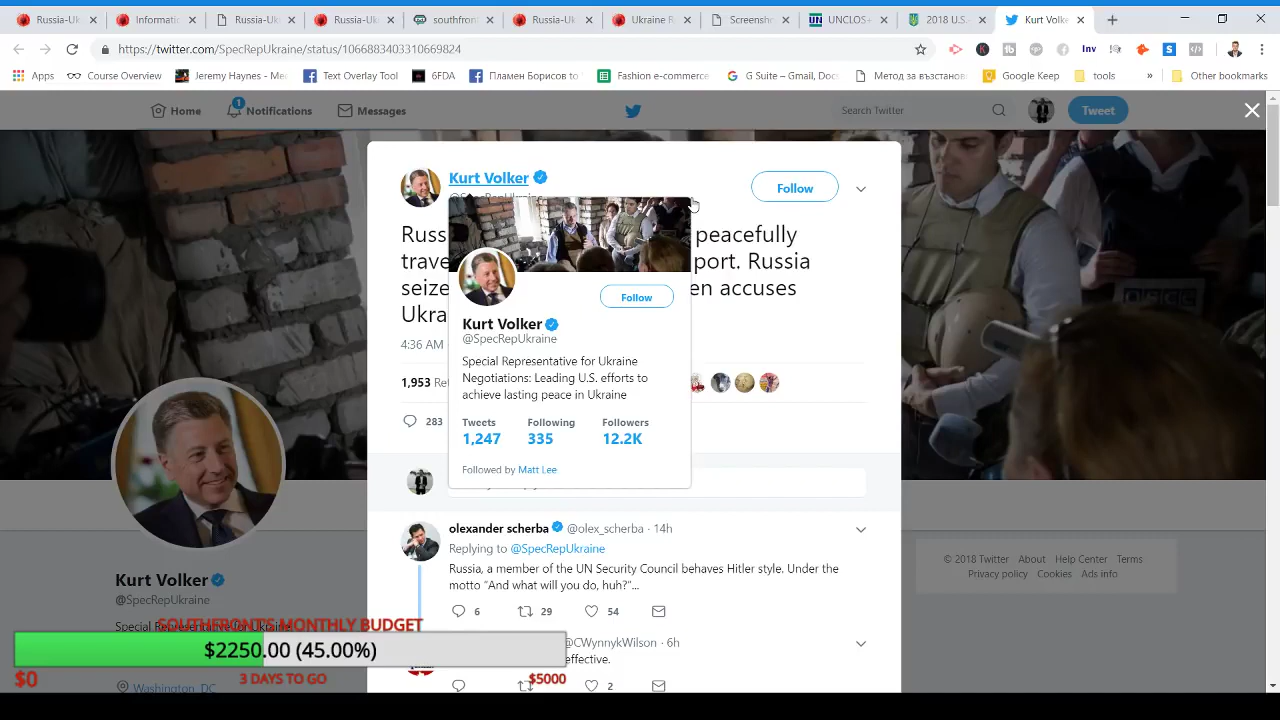 Russia-Uk
Informatic
Russia-Uk
Russia-Uk
southfront
Russia-Uk
Ukraine Re
Screensho
UNCLOS+
2018 U.S.-
Kurt Volke
https://twitter.com/SpecRepUkraine/status/1066883403310669824
Apps
Course Overview
Jeremy Haynes - Me
Text Overlay Tool
6FDA
Пламен Борисов to
Fashion e-commerce
G Suite – Gmail, Docs
Метод за възстано
Google Keep
tools
Other bookmarks
Home
1
Notifications
Messages
Search Twitter
Tweet
Kurt Volker
Follow
Russ
peacefully
trave
port. Russia
seize
en accuses
Ukra
4:36 AM
1,953 Ret
283
Follow
Kurt Volker
@SpecRepUkraine
Special Representative for Ukraine
Negotiations: Leading U.S. efforts to
achieve lasting peace in Ukraine
Tweets
Following
Followers
1,247
335
12.2K
Followed by Matt Lee
olexander scherba @olex_scherba · 14h
Replying to @SpecRepUkraine
Russia, a member of the UN Security Council behaves Hitler style. Under the
motto “And what will you do, huh?”...
6
29
54
@CWynnykWilson · 6h
effective.
2
Kurt Volker
@SpecRepUkraine
Special Representative for Ukraine
Washington, DC
© 2018 Twitter About Help Center Terms
Privacy policy Cookies Ads info
SOUTHFRONT'S MONTHLY BUDGET
$2250.00 (45.00%)
$0
3 DAYS TO GO
$5000